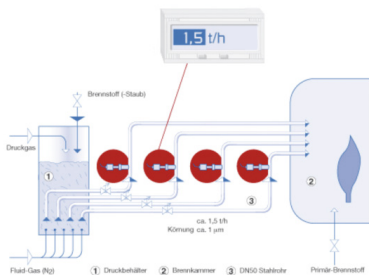 1,5 t/h
Brennstoff (-Staub)
Druckgas
1
2
3
ca. 1,5 t/h
Körnung ca. 1 µm
Fluid-Gas (N₂)
1 Druckbehälter 2 Brennkammer 3 DN50 Stahlrohr
Primär-Brennstoff